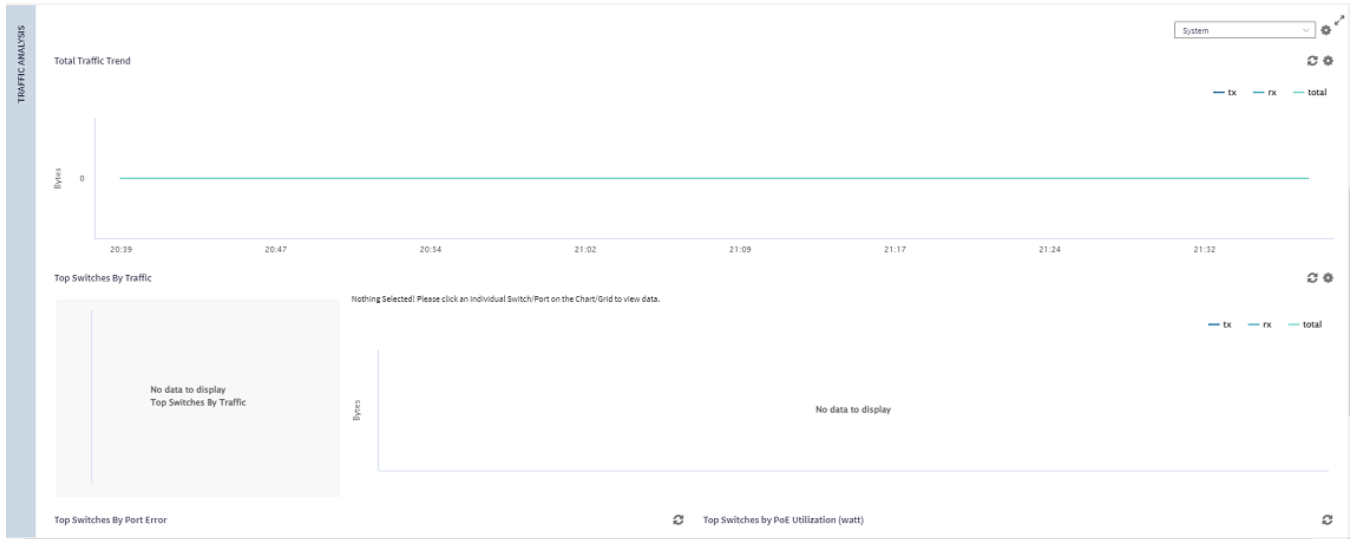 TRAFFIC ANALYSIS
System
Total Traffic Trend
tx rx total
Bytes
0
20:39 20:47 20:54 21:02 21:09 21:17 21:24 21:32
Top Switches By Traffic
Nothing Selected! Please click an Individual Switch/Port on the Chart/Grid to view data.
tx rx total
No data to display
Top Switches By Traffic
Bytes
No data to display
Top Switches By Port Error
Top Switches by PoE Utilization (watt)